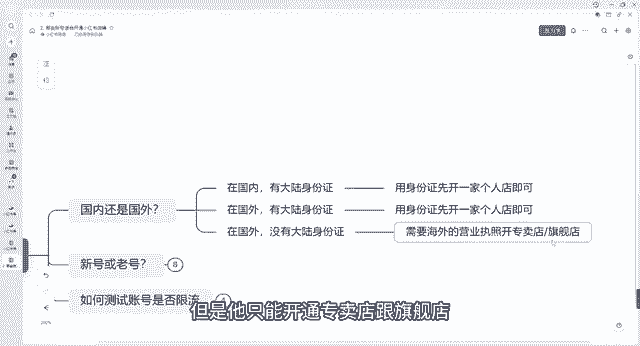 国内还是国外?
在国内，有大陆身份证
用身份证先开一家个人店即可
在国外，有大陆身份证
用身份证先开一家个人店即可
在国外，没有大陆身份证
需要海外的营业执照开专卖店/旗舰店
新号或老号?
如何测试账号是否限流
但是他只能开通专卖店跟旗舰店